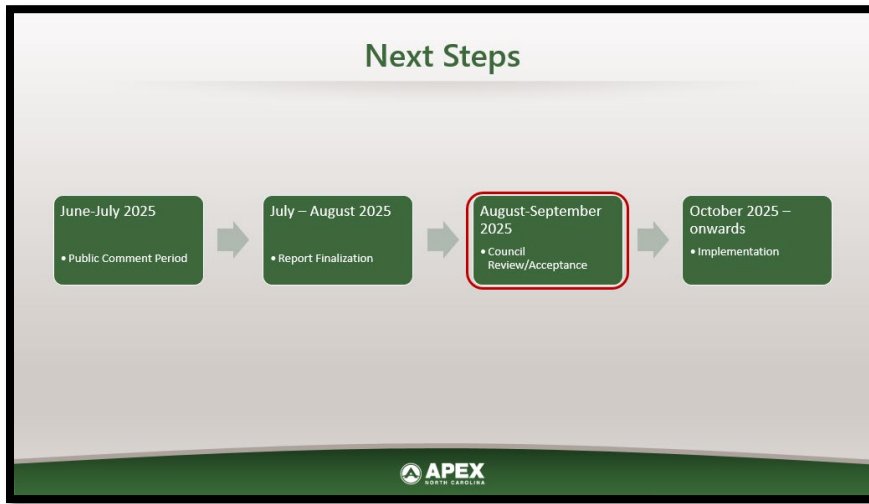 Next Steps
June-July 2025
• Public Comment Period
July – August 2025
• Report Finalization
August-September
2025
• Council
Review/Acceptance
October 2025 –
onwards
• Implementation
APEX
NORTH CAROLINA